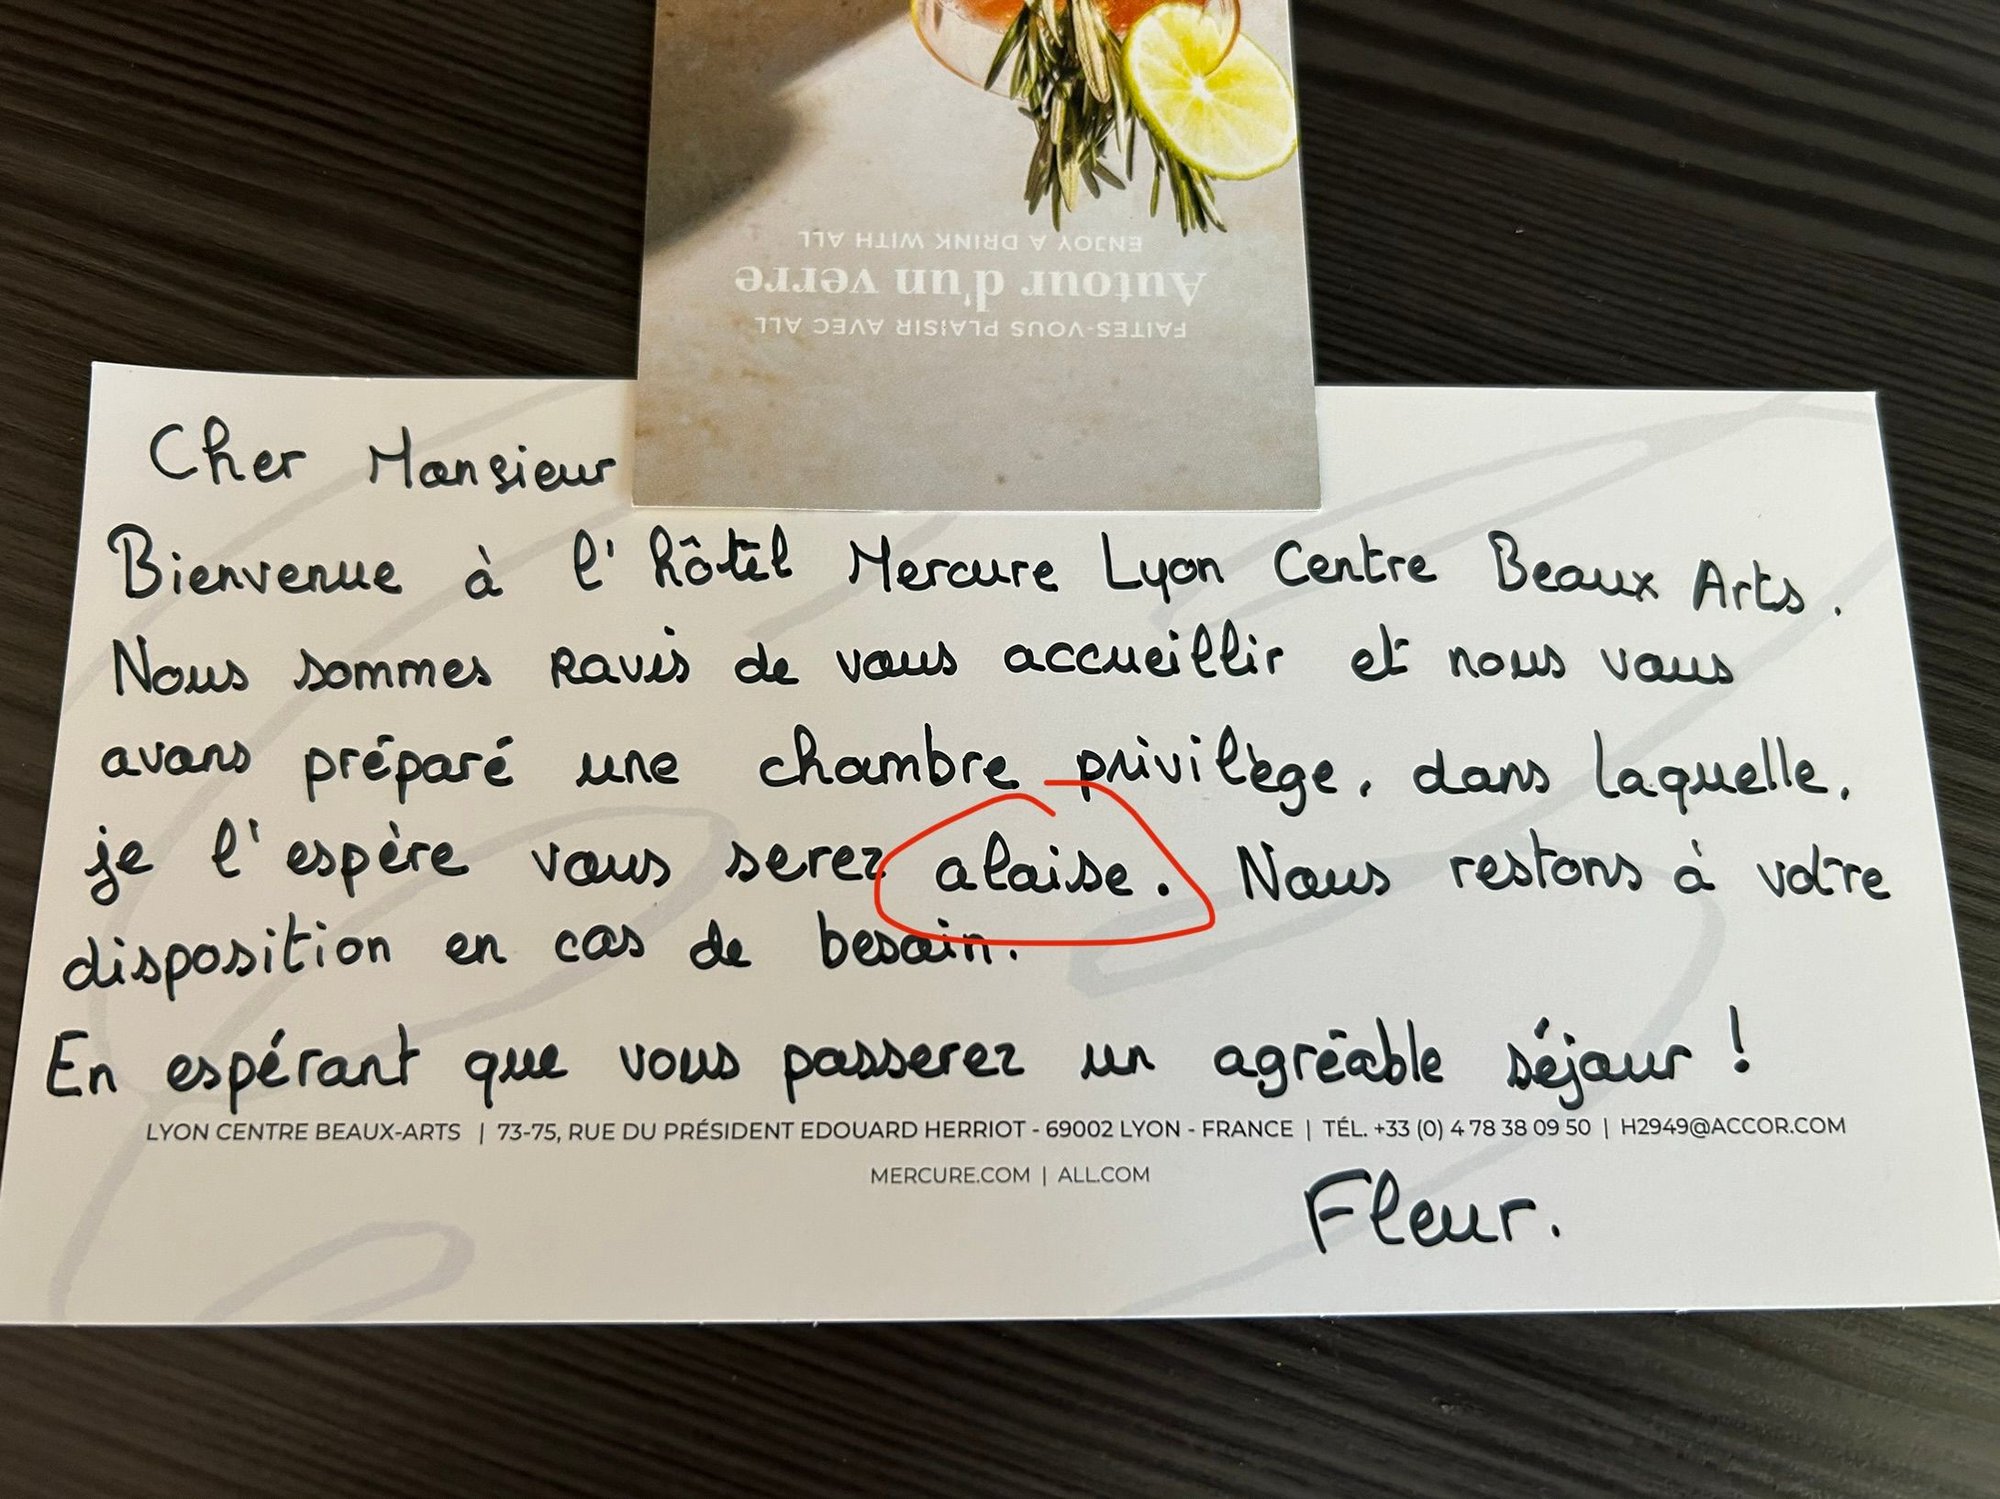 FAITES-VOUS PLAISIR AVEC ALL
Autour d'un verre
ENJOY A DRINK WITH ALL
Cher Monsieur
Bienvenue à l'hôtel Mercure Lyon Centre Beaux Arts.
Nous sommes ravis de vous accueillir et nous vous
avons préparé une chambre privilège, dans laquelle,
je l'espère vous serez alaise. Nous restons à votre
disposition en cas de besoin.
En espérant que vous passerez un agréable séjour !
LYON CENTRE BEAUX-ARTS | 73-75, RUE DU PRÉSIDENT EDOUARD HERRIOT - 69002 LYON - FRANCE | TÉL. +33 (0) 4 78 38 09 50 | H2949@ACCOR.COM
MERCURE.COM | ALL.COM
Fleur.